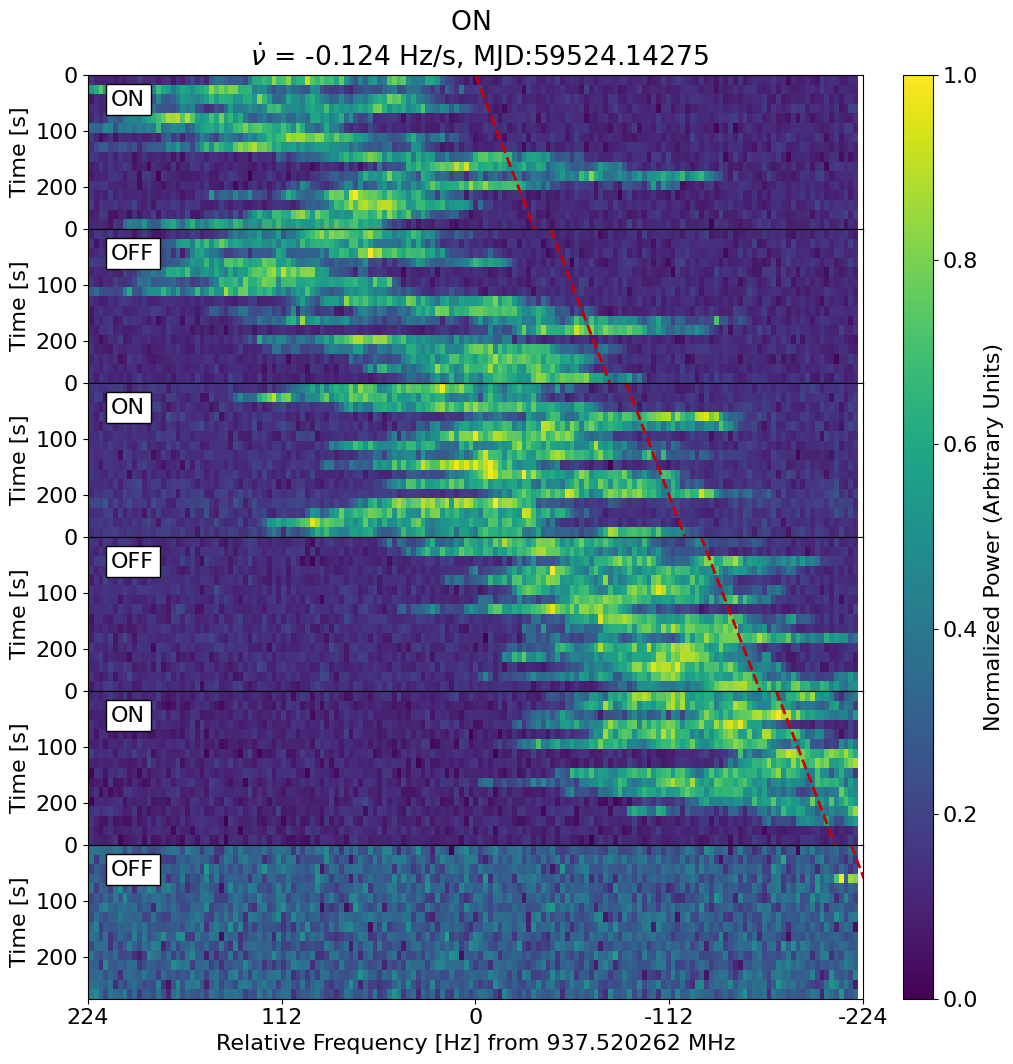 ON
ν̇ = -0.124 Hz/s, MJD:59524.14275
0
ON
100
200
Time [s]
0
OFF
100
200
Time [s]
0
ON
100
200
Time [s]
0
OFF
100
200
Time [s]
0
ON
100
200
Time [s]
0
OFF
100
200
Time [s]
224 112 0 -112 -224
Relative Frequency [Hz] from 937.520262 MHz
1.0
0.8
0.6
0.4
0.2
0.0
Normalized Power (Arbitrary Units)